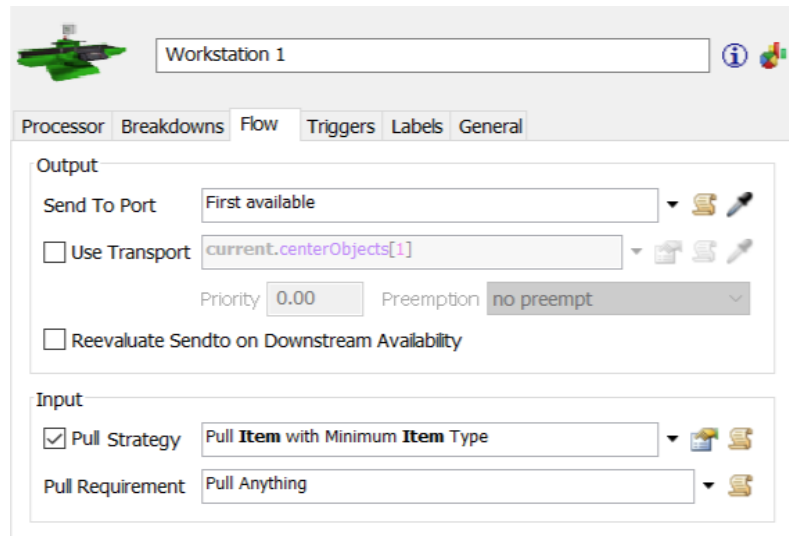 Workstation 1
Processor Breakdowns Flow Triggers Labels General
Output
Send To Port First available
Use Transport current.centerObjects[1]
Priority 0.00 Preemption no preempt
Reevaluate Sendto on Downstream Availability
Input
Pull Strategy Pull Item with Minimum Item Type
Pull Requirement Pull Anything